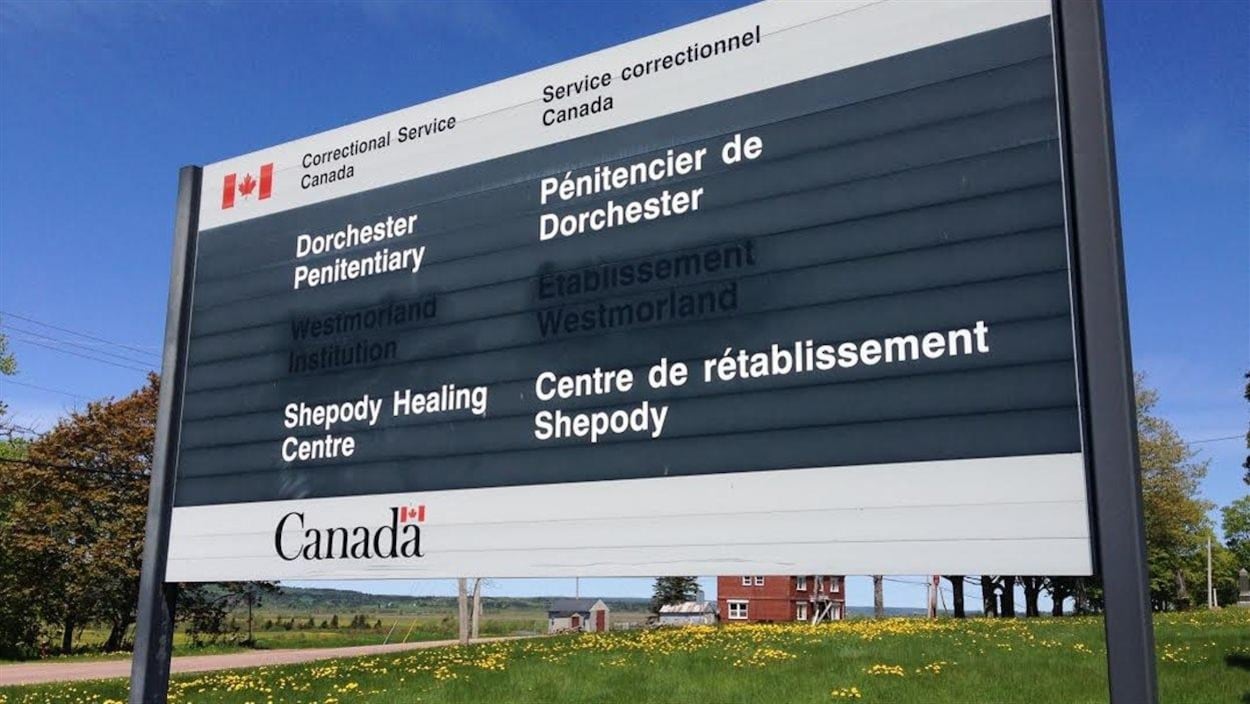 Correctional Service
Canada
Service correctionnel
Canada
Dorchester
Penitentiary
Pénitencier de
Dorchester
Westmorland
Institution
Établissement
Westmorland
Shepody Healing
Centre
Centre de rétablissement
Shepody
Canada